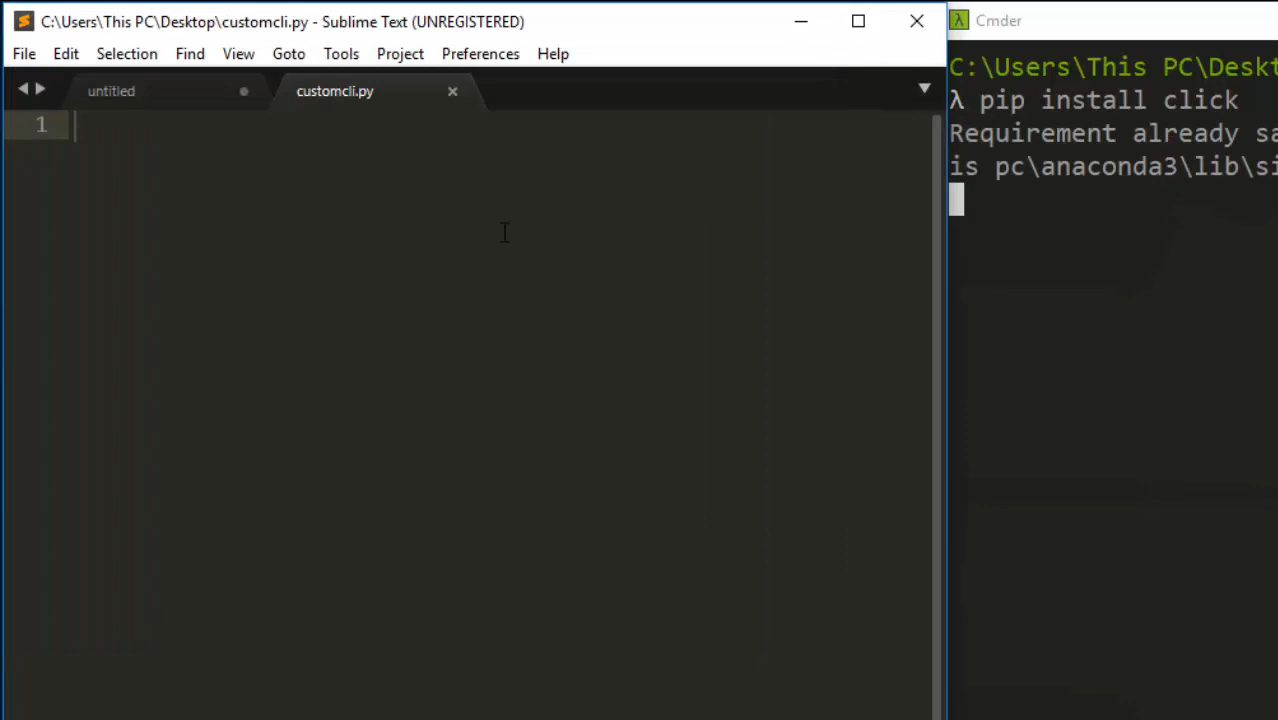 C:\Users\This PC\Desktop\customcli.py - Sublime Text (UNREGISTERED)
File Edit Selection Find View Goto Tools Project Preferences Help
untitled
customcli.py
1
Cmder
C:\Users\This PC\Deskt
λ pip install click
Requirement already sa
is pc\anaconda3\lib\si